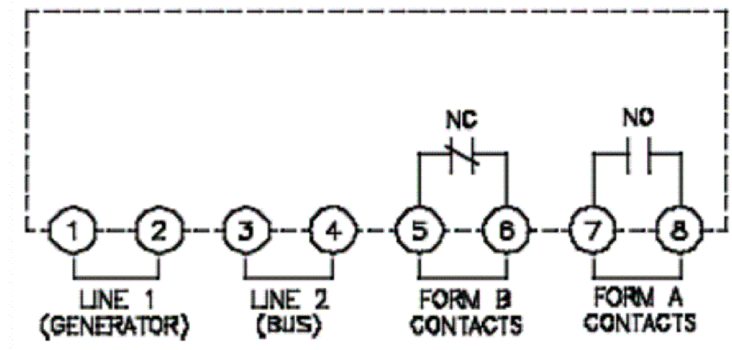 NC NO
1 2 3 4 5 6 7 8
LINE 1 LINE 2 FORM B FORM A
(GENERATOR) (BUS) CONTACTS CONTACTS